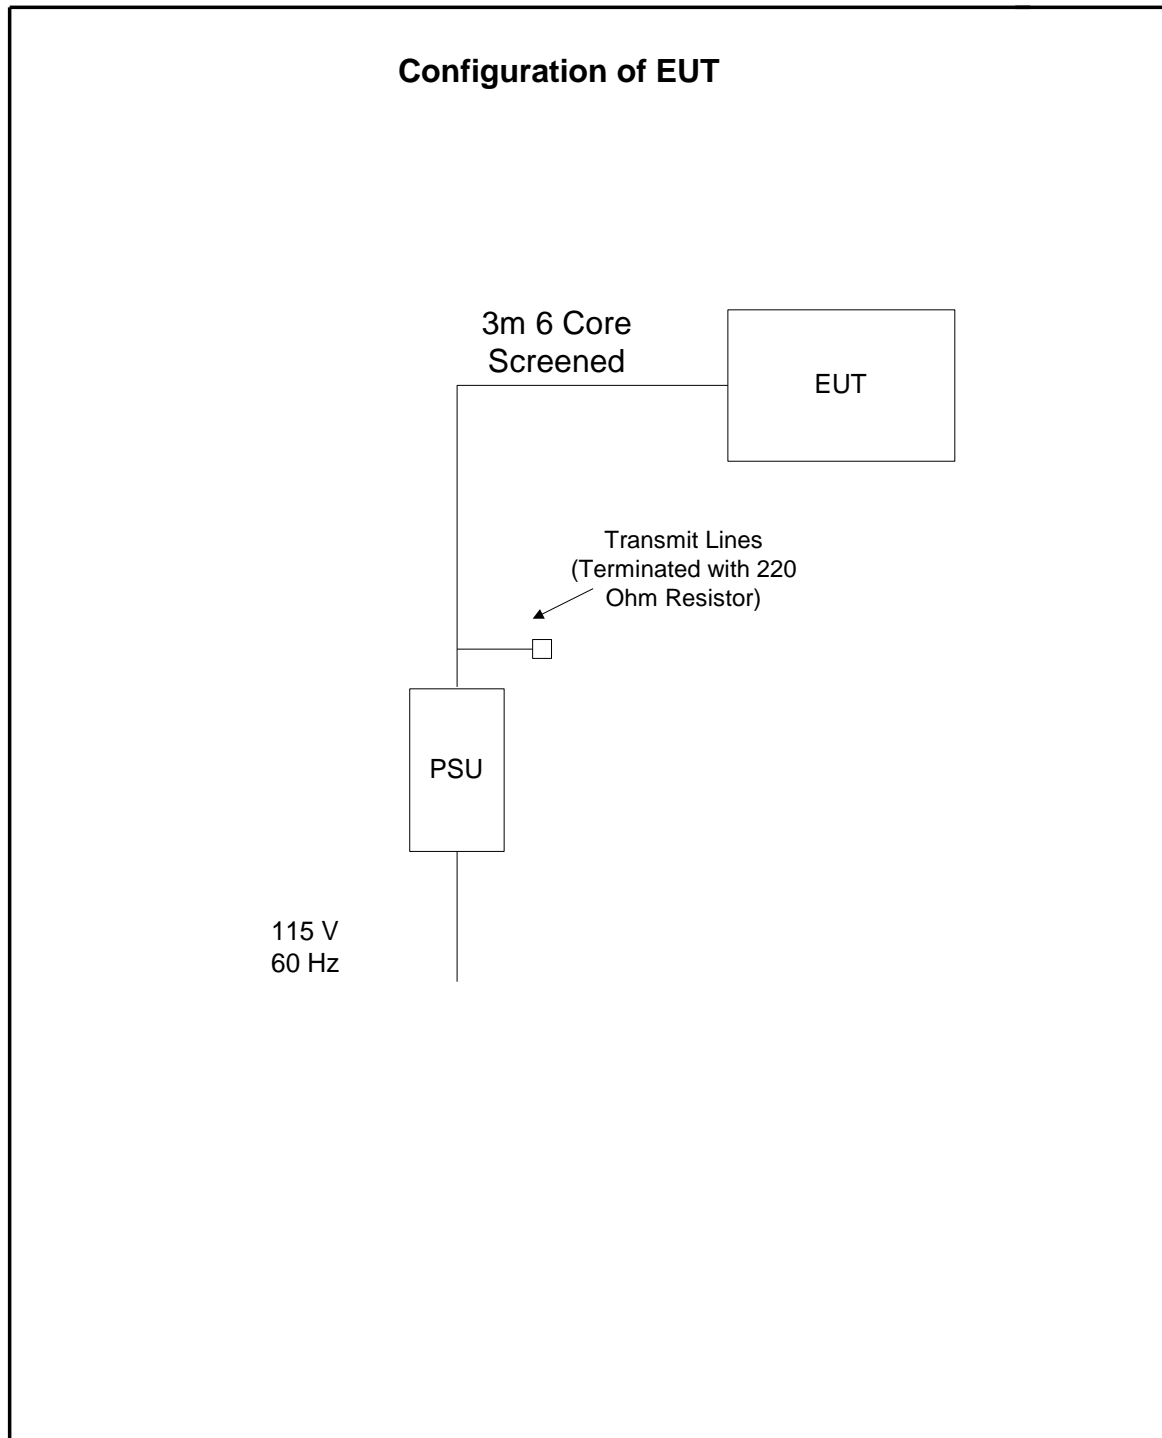 Configuration of EUT
3m 6 Core
Screened
EUT
Transmit Lines
(Terminated with 220
Ohm Resistor)
PSU
115 V
60 Hz